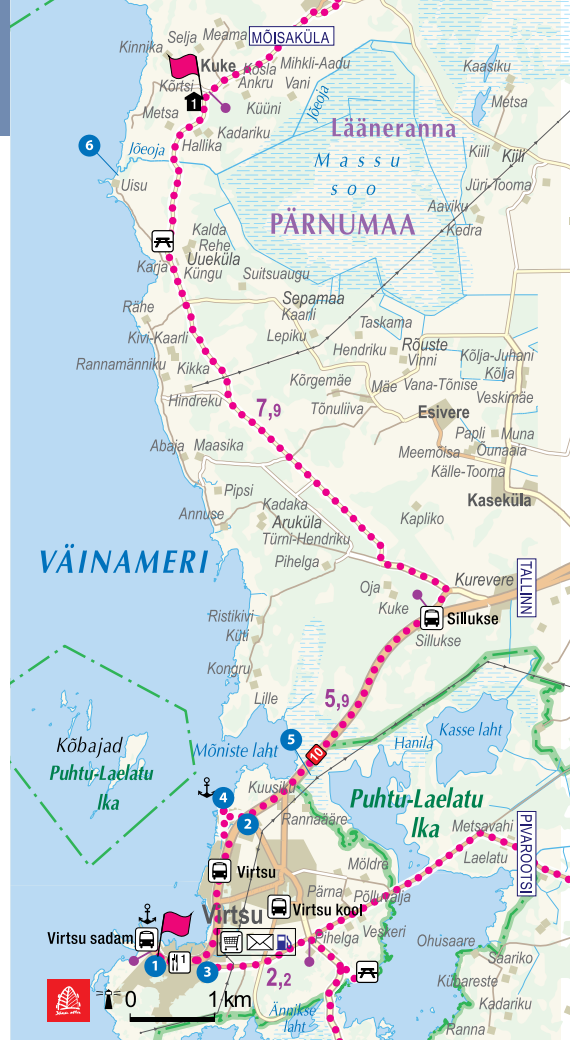 Meama
Selja
MÕISAKÜLA
Kinnika
Kuke
Kosla
Mihkli-Aadu
Ankru
Vani
Kaasiku
Kõrtsi
1
Küüni
Metsa
Metsa
Jõeoja
Kadariku
Lääneranna
Hallika
6
Jõeoja
Massu
soo
Kiili
Kiili
Uisu
Jüri-Tooma
Aaviku
PÄRNUMAA
Kedra
Kalda
Rehe
Uueküla
Karja
Küngu
Suitsuaugu
Sepamaa
Kaarli
Rähe
Taskama
Kivi-Kaarli
Lepiku
Rõuste
Hendriku
Vinni
Kõlja-Juhani
Rannamänniku
Kikka
Kõlja
Kõrgemäe
Mäe
Vana-Tõnise
Hindreku
7,9
Tõnuliiva
Veskimäe
Esivere
Papli
Muna
Abaja
Maasika
Meemõisa
Õunaaia
Källe-Tooma
Pipsi
Kaseküla
Kadaka
Annuse
Aruküla
Kapliko
Türni-Hendriku
VÄINAMERI
Pihelga
TALLINN
Oja
Kurevere
Kuke
Sillukse
Ristikivi
Sillukse
Küti
Kongru
Lille
5,9
Kasse laht
5
Hanila
Kõbajad
Mõniste laht
10
Puhtu-Laelatu
lka
Kuusiku
4
Puhtu-Laelatu
lka
Rannaääre
2
Metsavahi
PIVAROOTSI
Laelatu
Möldre
Virtsu
Pärna
Põlluvälja
Virtsu
Virtsu kool
Veskeri
Virtsu sadam
Pihelga
Ohusaare
1
1
3
2,2
Saariko
Kübareste
0
1 km
Kadariku
Ännikse
laht
Ranna